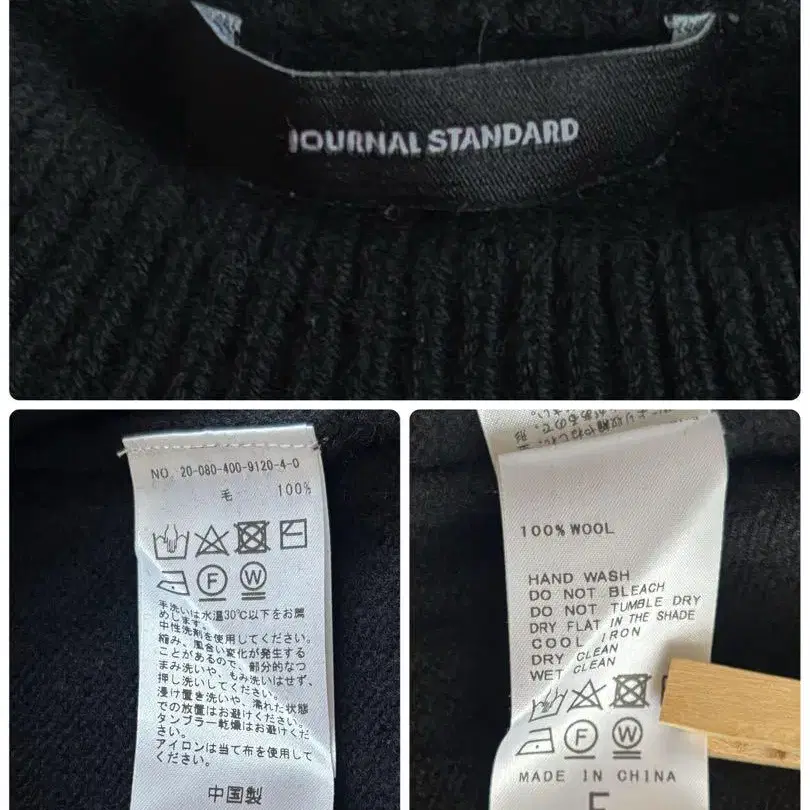 JOURNAL STANDARD
NO. 20-080-400-9120-4-0
毛 100%
F W
手洗いは水温30℃以下をお薦
めします。
中性洗剤を使用してください。
縮み、風合い変化が発生する
ことがあるので、部分的なつ
まみ洗いや、もみ洗いはせず、
押し洗いしてください。
浸け置き洗いや、濡れた状態
での放置はお避けください。
タンブラー乾燥はお避けください。
アイロンは当て布を使用して
ください。
中国製
100% WOOL
HAND WASH
DO NOT BLEACH
DO NOT TUMBLE DRY
DRY FLAT IN THE SHADE
COOL IRON
DRY CLEAN
WET CLEAN
F W
MADE IN CHINA
F